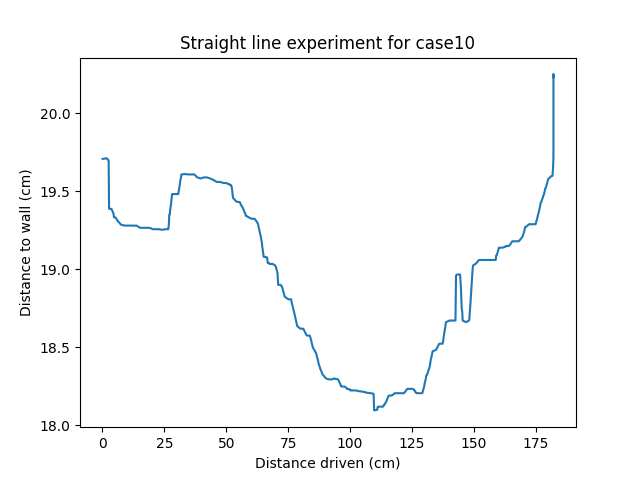 Straight line experiment for case10
20.0
19.5
19.0
18.5
18.0
Distance to wall (cm)
0 25 50 75 100 125 150 175
Distance driven (cm)